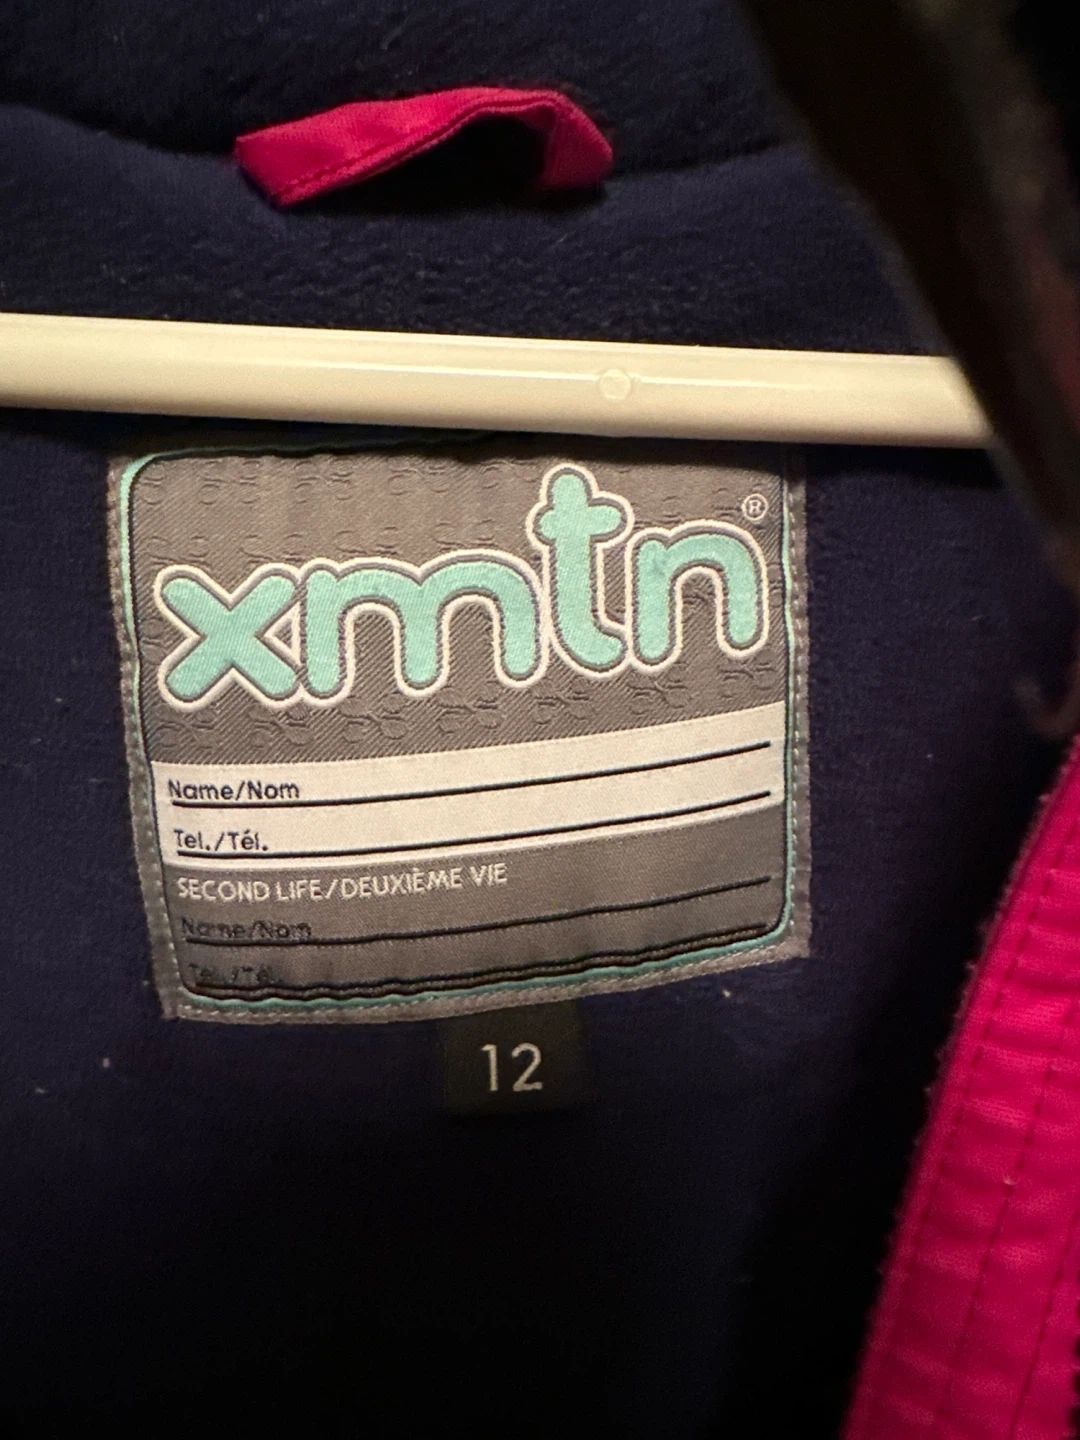 xmtn®
Name/Nom
Tel./Tél.
SECOND LIFE/DEUXIÈME VIE
Name/Nom
Tel./Tél.
12